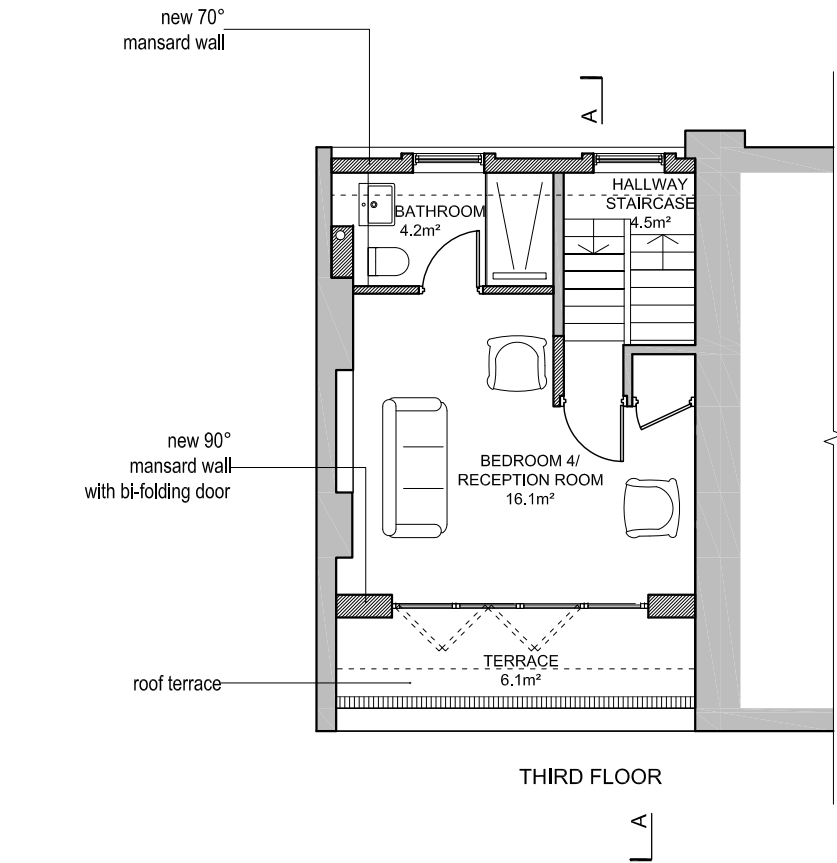 new 70°
mansard wall
A
HALLWAY
STAIRCASE
4.5m²
BATHROOM
4.2m²
new 90°
mansard wall
with bi-folding door
BEDROOM 4/
RECEPTION ROOM
16.1m²
TERRACE
6.1m²
roof terrace
THIRD FLOOR
A